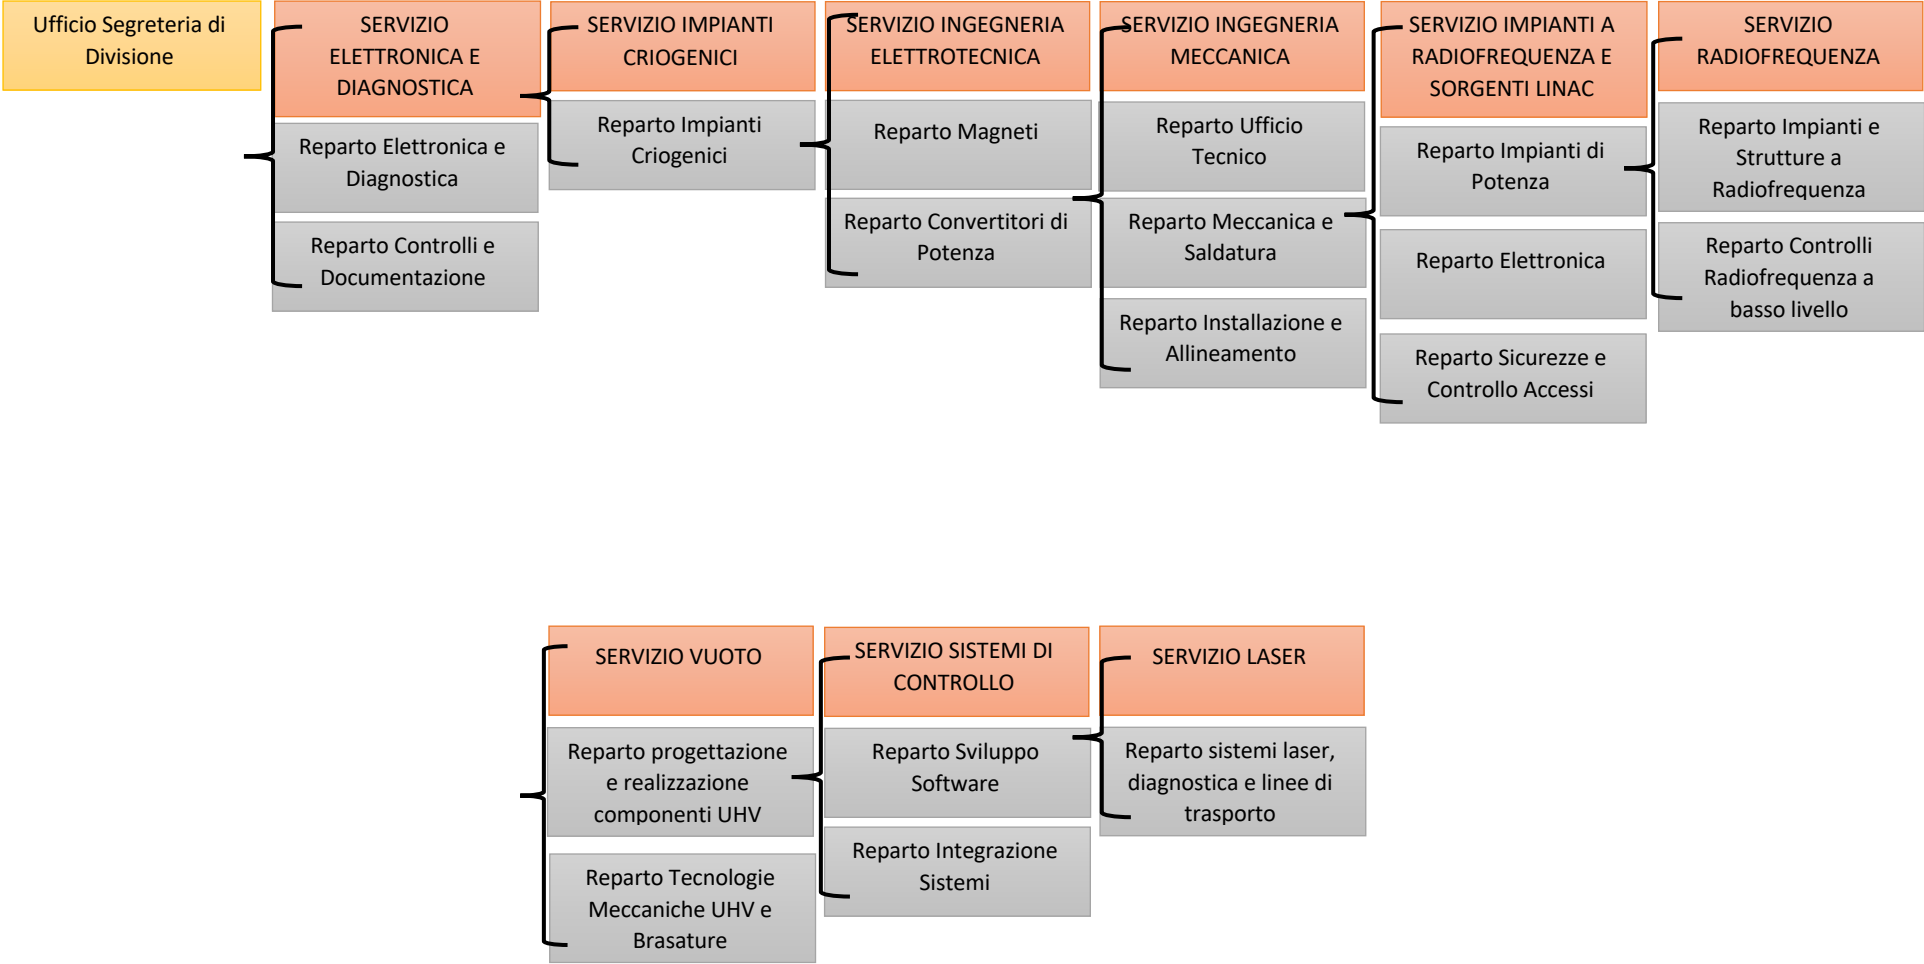 Ufficio Segreteria di
Divisione
SERVIZIO
ELETTRONICA E
DIAGNOSTICA
Reparto Elettronica e
Diagnostica
Reparto Controlli e
Documentazione
SERVIZIO IMPIANTI
CRIOGENICI
Reparto Impianti
Criogenici
SERVIZIO INGEGNERIA
ELETTROTECNICA
Reparto Magneti
Reparto Convertitori di
Potenza
SERVIZIO INGEGNERIA
MECCANICA
Reparto Ufficio
Tecnico
Reparto Meccanica e
Saldatura
Reparto Installazione e
Allineamento
SERVIZIO IMPIANTI A
RADIOFREQUENZA E
SORGENTI LINAC
Reparto Impianti di
Potenza
Reparto Elettronica
Reparto Sicurezze e
Controllo Accessi
SERVIZIO
RADIOFREQUENZA
Reparto Impianti e
Strutture a
Radiofrequenza
Reparto Controlli
Radiofrequenza a
basso livello
SERVIZIO VUOTO
Reparto progettazione
e realizzazione
componenti UHV
Reparto Tecnologie
Meccaniche UHV e
Brasature
SERVIZIO SISTEMI DI
CONTROLLO
Reparto Sviluppo
Software
Reparto Integrazione
Sistemi
SERVIZIO LASER
Reparto sistemi laser,
diagnostica e linee di
trasporto